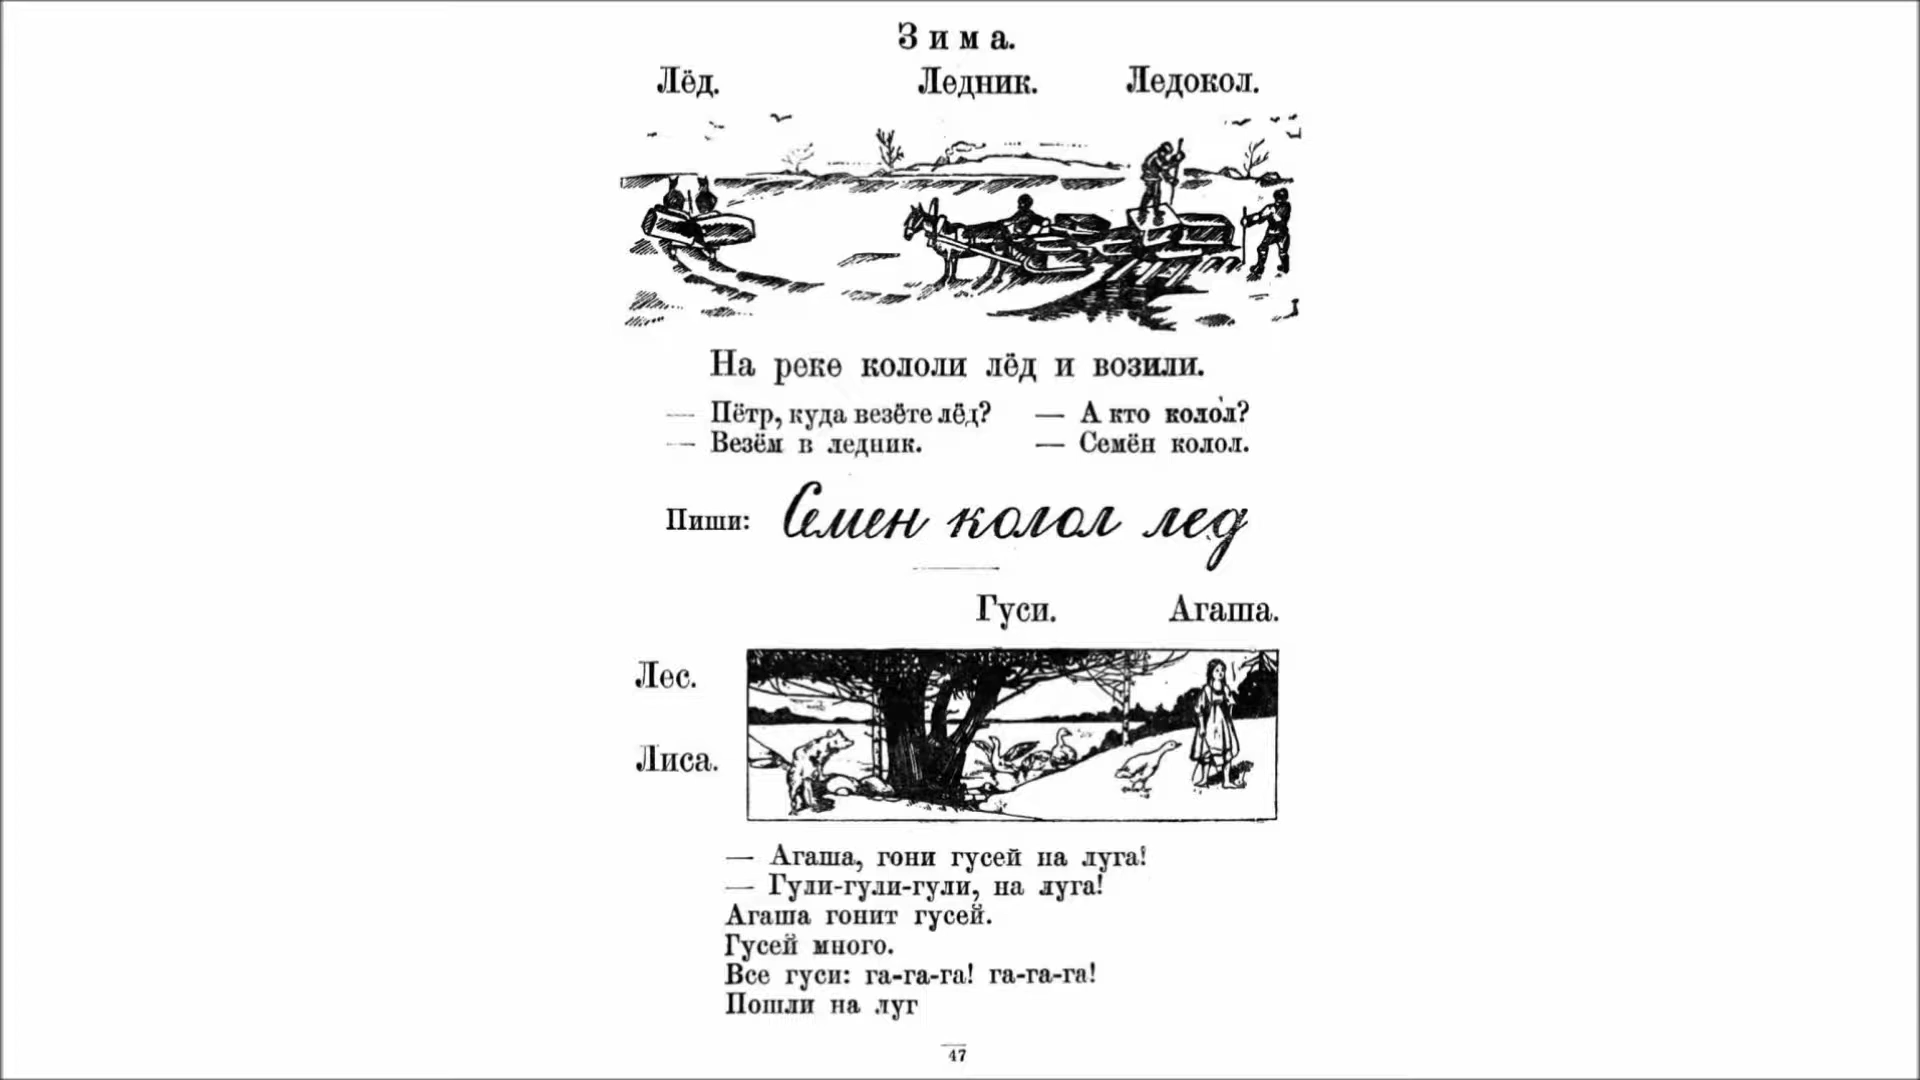 Зима.
Лёд. Ледник. Ледокол.
На реке кололи лёд и возили.
— Пётр, куда везёте лёд? — А кто коло́л?
— Везём в ледник. — Семён колол.
Пиши: Семен колол лед
Гуси. Агаша.
Лес.
Лиса.
— Агаша, гони гусей на луга!
— Гули-гули-гули, на луга!
Агаша гонит гусей.
Гусей много.
Все гуси: га-га-га! га-га-га!
Пошли на луг
47